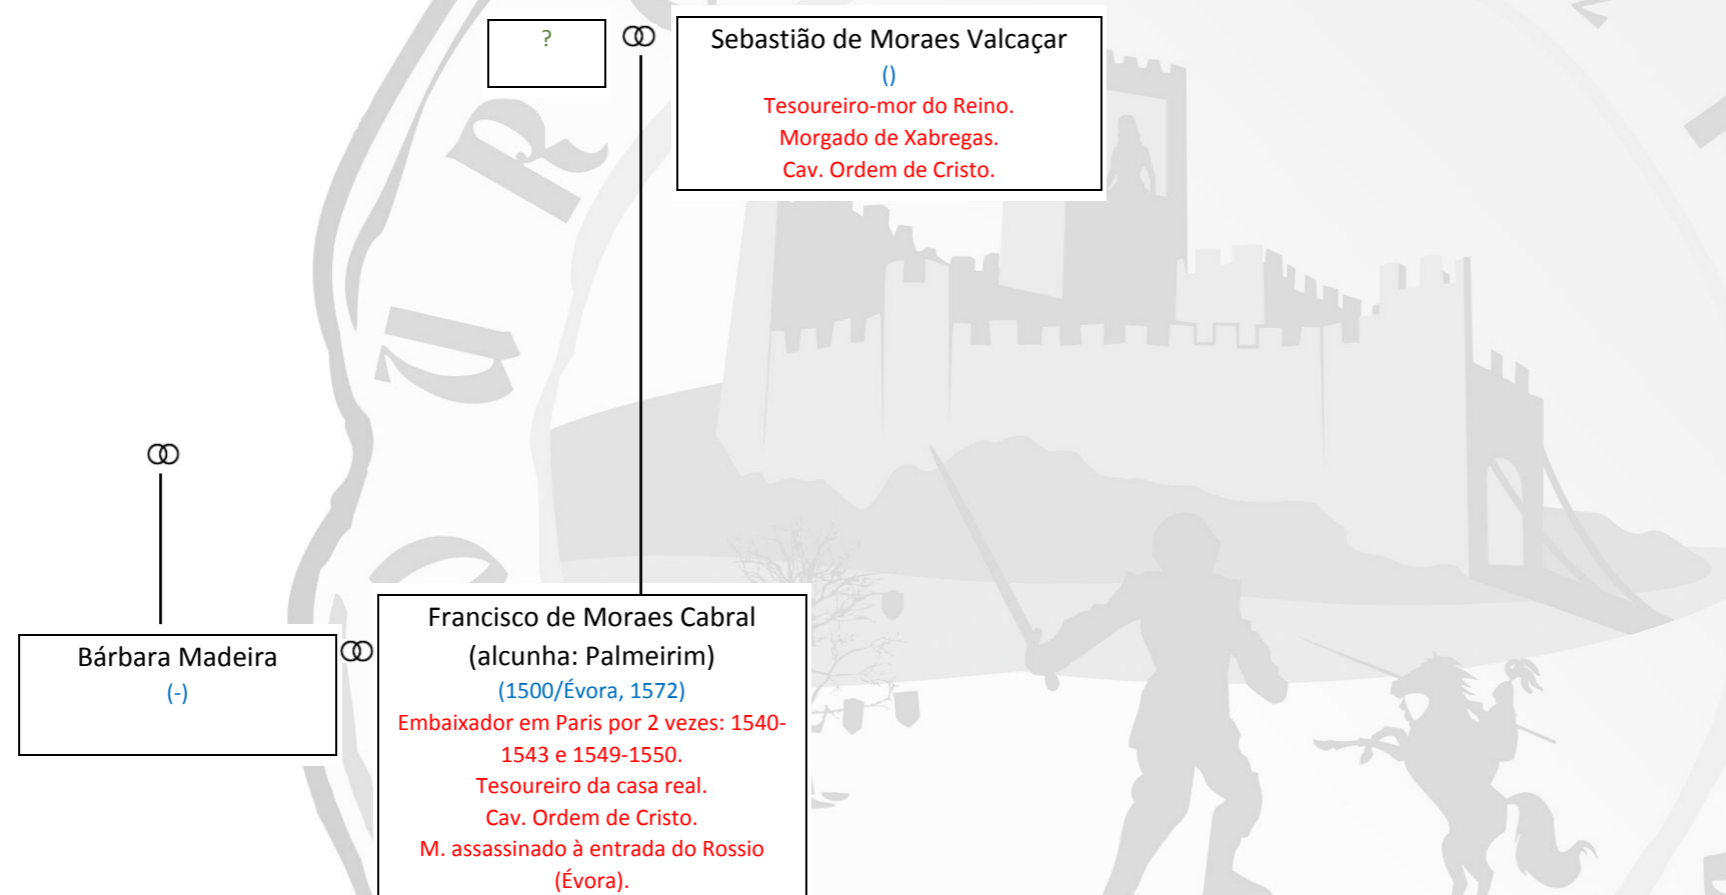 ?
Sebastião de Moraes Valcaçar
()
Tesoureiro-mor do Reino.
Morgado de Xabregas.
Cav. Ordem de Cristo.
Bárbara Madeira
(-)
Francisco de Moraes Cabral
(alcunha: Palmeirim)
(1500/Évora, 1572)
Embaixador em Paris por 2 vezes: 1540-
1543 e 1549-1550.
Tesoureiro da casa real.
Cav. Ordem de Cristo.
M. assassinado à entrada do Rossio
(Évora).